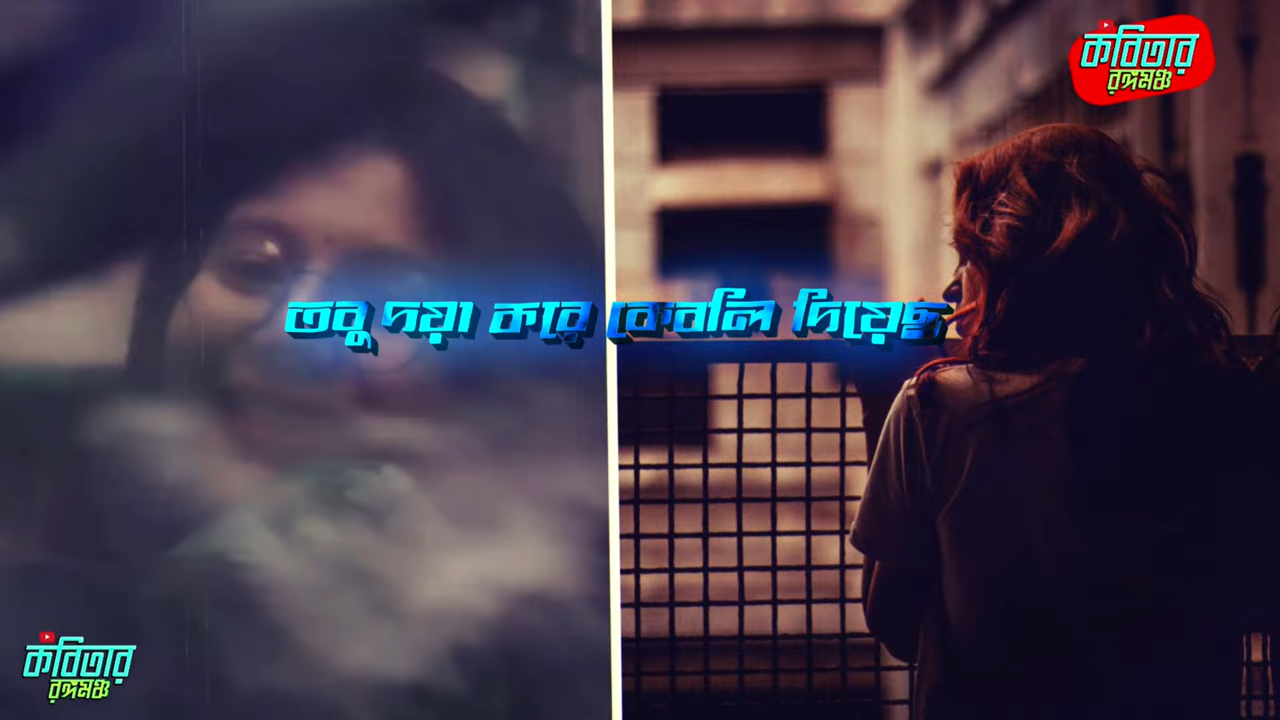 কবিতার
রঙ্গমঞ্চ
তবু দয়া করে কেবলি দিয়েছ
কবিতার
রঙ্গমঞ্চ